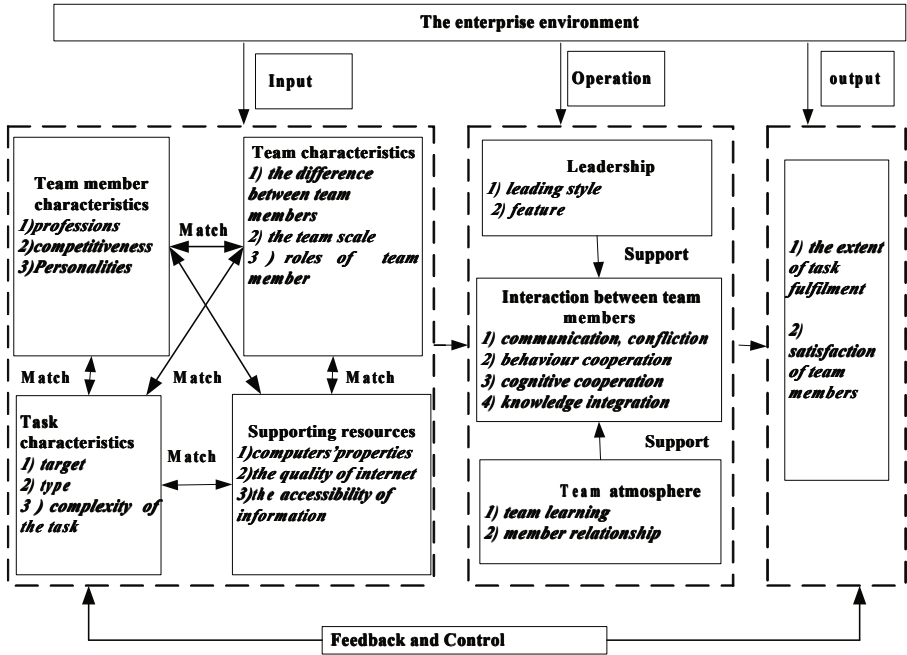 The enterprise environment
Input
Operation
output
Team member
characteristics
1)professions
2)competitiveness
3)Personalities
Match
Team characteristics
1) the difference
between team
members
2) the team scale
3 ) roles of team
member
Match
Match
Match
Task
characteristics
1) target
2) type
3 ) complexity of
the task
Match
Supporting resources
1)computers’properties
2)the quality of internet
3)the accessibility of
information
Leadership
1) leading style
2) feature
Support
Interaction between team
members
1) communication, confliction
2) behaviour cooperation
3) cognitive cooperation
4) knowledge integration
Support
Team atmosphere
1) team learning
2) member relationship
1) the extent
of task
fulfilment
2)
satisfaction
of team
members
Feedback and Control